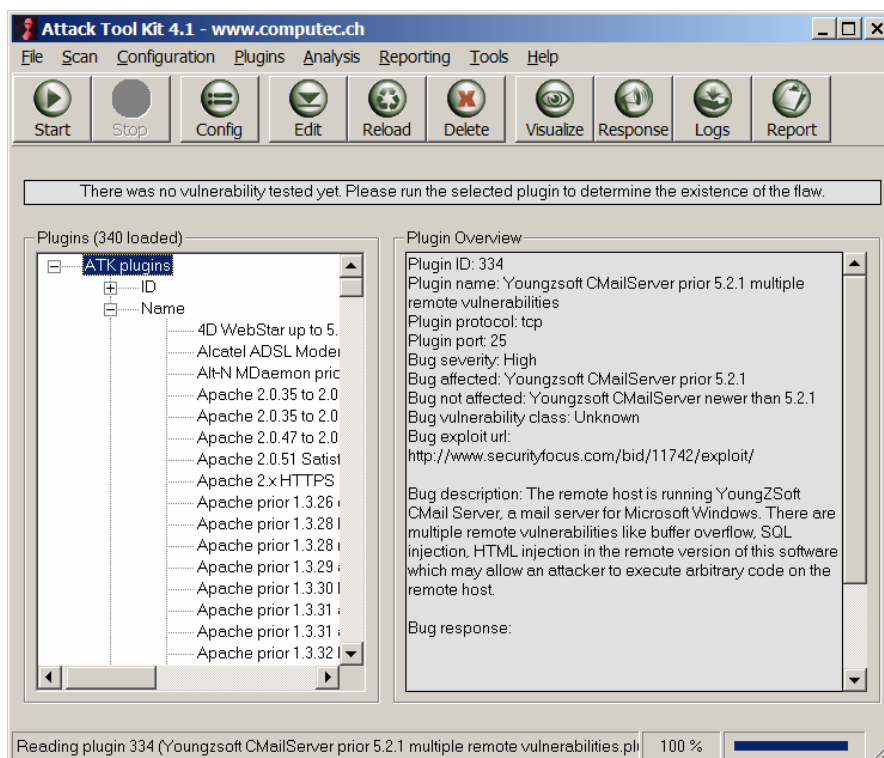 Attack Tool Kit 4.1 - www.computec.ch
File Scan Configuration Plugins Analysis Reporting Tools Help
Start Stop Config Edit Reload Delete Visualize Response Logs Report
There was no vulnerability tested yet. Please run the selected plugin to determine the existence of the flaw.
Plugins (340 loaded)
ATK plugins
ID
Name
4D WebStar up to 5.
Alcatel ADSL Moder
Alt-N MDaemon prio
Apache 2.0.35 to 2.0
Apache 2.0.35 to 2.0
Apache 2.0.47 to 2.0
Apache 2.0.51 Satist
Apache 2.x HTTPS
Apache prior 1.3.26
Apache prior 1.3.28
Apache prior 1.3.28
Apache prior 1.3.29
Apache prior 1.3.30
Apache prior 1.3.31
Apache prior 1.3.31
Apache prior 1.3.32
Plugin Overview
Plugin ID: 334
Plugin name: Youngzsoft CMailServer prior 5.2.1 multiple
remote vulnerabilities
Plugin protocol: tcp
Plugin port: 25
Bug severity: High
Bug affected: Youngzsoft CMailServer prior 5.2.1
Bug not affected: Youngzsoft CMailServer newer than 5.2.1
Bug vulnerability class: Unknown
Bug exploit url:
http://www.securityfocus.com/bid/11742/exploit/
Bug description: The remote host is running YoungZSoft
CMail Server, a mail server for Microsoft Windows. There are
multiple remote vulnerabilities like buffer overflow, SQL
injection, HTML injection in the remote version of this software
which may allow an attacker to execute arbitrary code on the
remote host.
Bug response:
Reading plugin 334 (Youngzsoft CMailServer prior 5.2.1 multiple remote vulnerabilities.pl
100 %